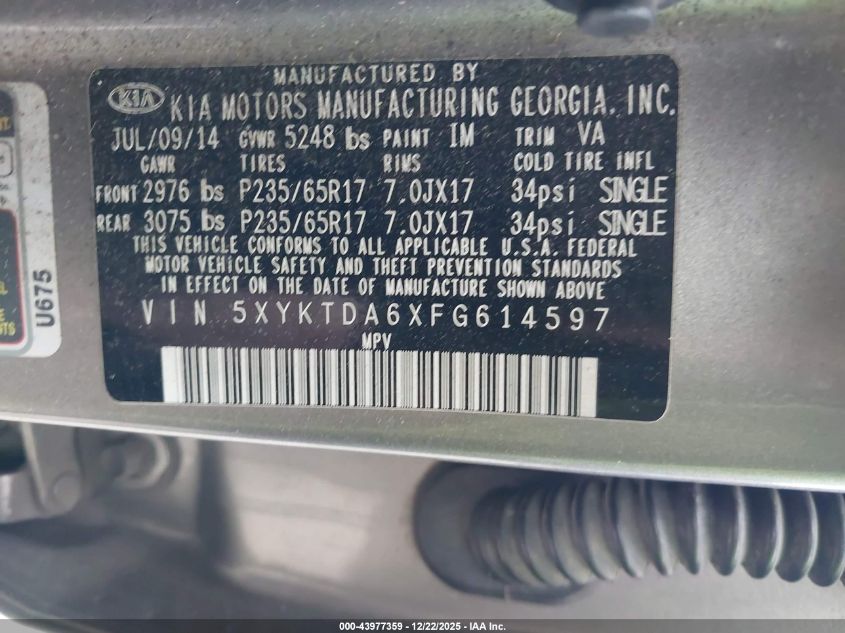 MANUFACTURED BY
KIA KIA MOTORS MANUFACTURING GEORGIA, INC.
JUL/09/14 GVWR 5248 lbs PAINT IM TRIM VA
GAWR TIRES RIMS COLD TIRE INFL
FRONT 2976 lbs P235/65R17 7.0JX17 34psi SINGLE
REAR 3075 lbs P235/65R17 7.0JX17 34psi SINGLE
THIS VEHICLE CONFORMS TO ALL APPLICABLE U.S.A. FEDERAL
MOTOR VEHICLE SAFETY AND THEFT PREVENTION STANDARDS
IN EFFECT ON THE DATE OF MANUFACTURE SHOWN ABOVE
VIN 5XYKTDA6XFG614597
MPV
U675
000-43977359 • 12/22/2025 - IAA Inc.